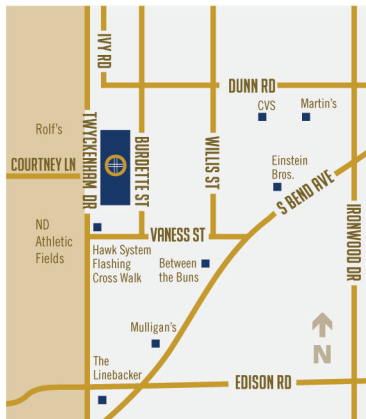 IVY RD
DUNN RD
CVS
Martin's
Rolf's
TWYCKENHAM DR
BURDETTE ST
WILLIS ST
COURTNEY LN
Einstein
Bros.
S BEND AVE
IRONWOOD DR
ND
Athletic
Fields
VANESS ST
Hawk System
Flashing
Cross Walk
Between
the Buns
Mulligan's
N
The
Linebacker
EDISON RD